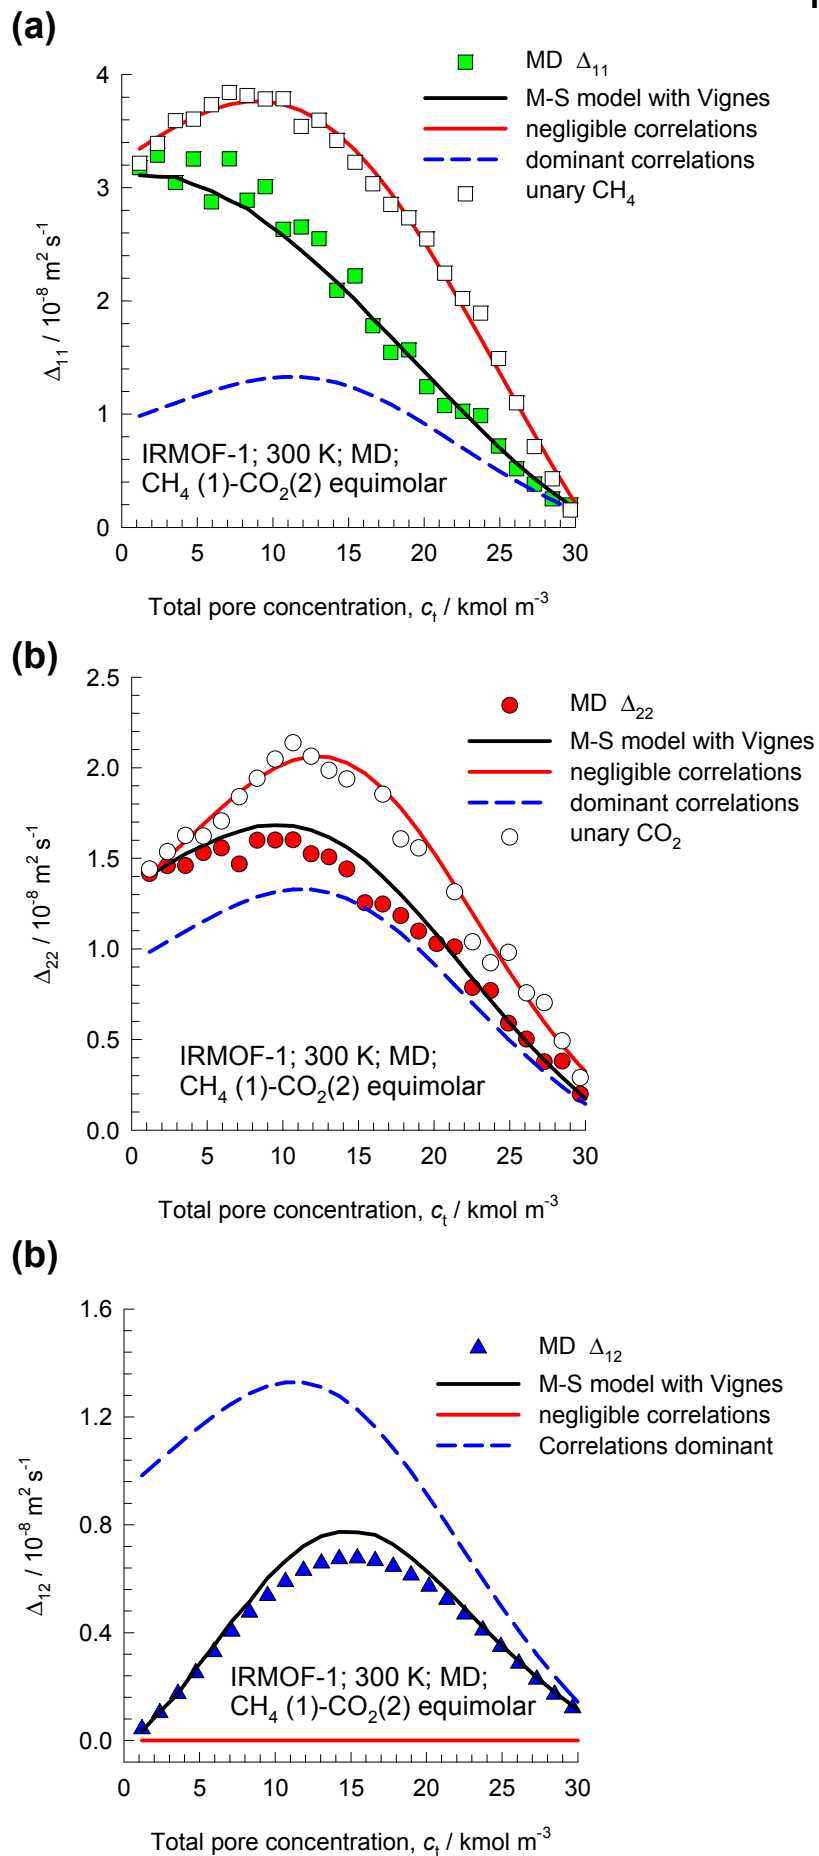 (a)
MD Δ11
M-S model with Vignes
negligible correlations
dominant correlations
unary CH4
4
3
2
1
0
Δ11 / 10-8 m2 s-1
IRMOF-1; 300 K; MD;
CH4 (1)-CO2(2) equimolar
0 5 10 15 20 25 30
Total pore concentration, ct / kmol m-3
(b)
MD Δ22
M-S model with Vignes
negligible correlations
dominant correlations
unary CO2
2.5
2.0
1.5
1.0
0.5
0.0
Δ22 / 10-8 m2 s-1
IRMOF-1; 300 K; MD;
CH4 (1)-CO2(2) equimolar
0 5 10 15 20 25 30
Total pore concentration, ct / kmol m-3
(b)
MD Δ12
M-S model with Vignes
negligible correlations
Correlations dominant
1.6
1.2
0.8
0.4
0.0
Δ12 / 10-8 m2 s-1
IRMOF-1; 300 K; MD;
CH4 (1)-CO2(2) equimolar
0 5 10 15 20 25 30
Total pore concentration, ct / kmol m-3